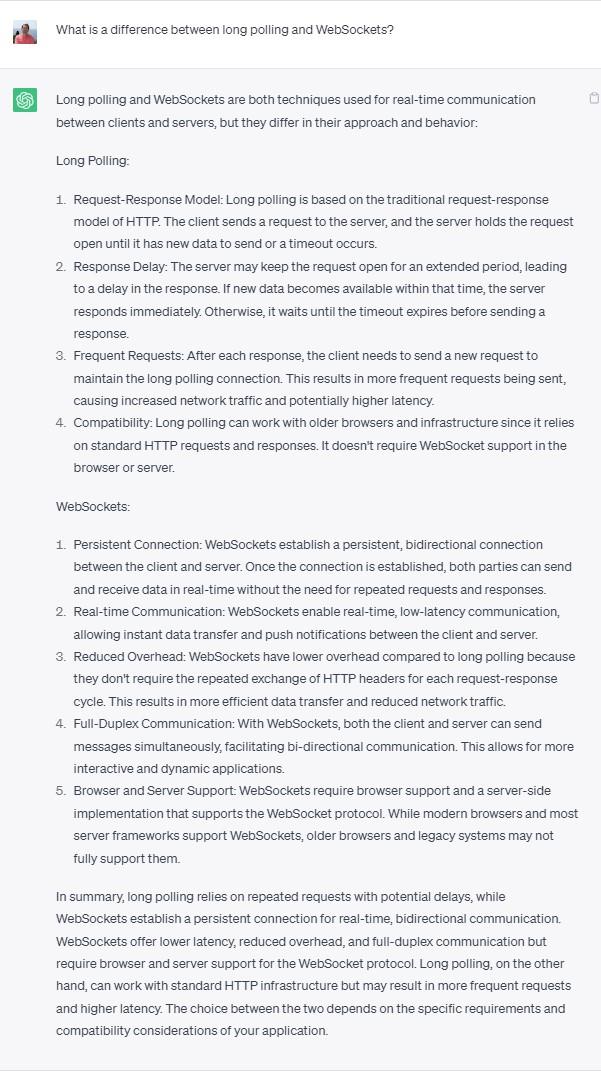 What is a difference between long polling and WebSockets?
Long polling and WebSockets are both techniques used for real-time communication
between clients and servers, but they differ in their approach and behavior:
Long Polling:
1. Request-Response Model: Long polling is based on the traditional request-response
model of HTTP. The client sends a request to the server, and the server holds the request
open until it has new data to send or a timeout occurs.
2. Response Delay: The server may keep the request open for an extended period, leading
to a delay in the response. If new data becomes available within that time, the server
responds immediately. Otherwise, it waits until the timeout expires before sending a
response.
3. Frequent Requests: After each response, the client needs to send a new request to
maintain the long polling connection. This results in more frequent requests being sent,
causing increased network traffic and potentially higher latency.
4. Compatibility: Long polling can work with older browsers and infrastructure since it relies
on standard HTTP requests and responses. It doesn't require WebSocket support in the
browser or server.
WebSockets:
1. Persistent Connection: WebSockets establish a persistent, bidirectional connection
between the client and server. Once the connection is established, both parties can send
and receive data in real-time without the need for repeated requests and responses.
2. Real-time Communication: WebSockets enable real-time, low-latency communication,
allowing instant data transfer and push notifications between the client and server.
3. Reduced Overhead: WebSockets have lower overhead compared to long polling because
they don't require the repeated exchange of HTTP headers for each request-response
cycle. This results in more efficient data transfer and reduced network traffic.
4. Full-Duplex Communication: With WebSockets, both the client and server can send
messages simultaneously, facilitating bi-directional communication. This allows for more
interactive and dynamic applications.
5. Browser and Server Support: WebSockets require browser support and a server-side
implementation that supports the WebSocket protocol. While modern browsers and most
server frameworks support WebSockets, older browsers and legacy systems may not
fully support them.
In summary, long polling relies on repeated requests with potential delays, while
WebSockets establish a persistent connection for real-time, bidirectional communication.
WebSockets offer lower latency, reduced overhead, and full-duplex communication but
require browser and server support for the WebSocket protocol. Long polling, on the other
hand, can work with standard HTTP infrastructure but may result in more frequent requests
and higher latency. The choice between the two depends on the specific requirements and
compatibility considerations of your application.